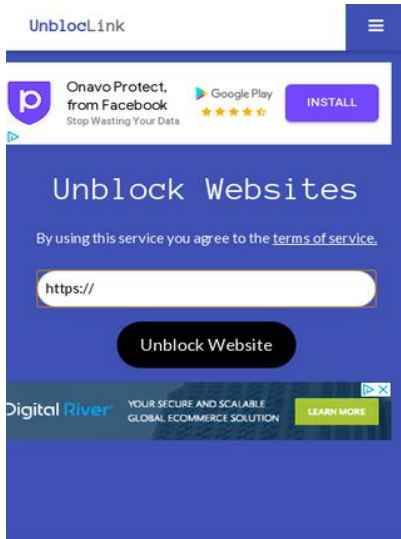 UnblocLink
Onavo Protect,
from Facebook
Stop Wasting Your Data
Google Play
INSTALL
Unblock Websites
By using this service you agree to the terms of service.
https://
Unblock Website
Digital River
YOUR SECURE AND SCALABLE
GLOBAL ECOMMERCE SOLUTION
LEARN MORE